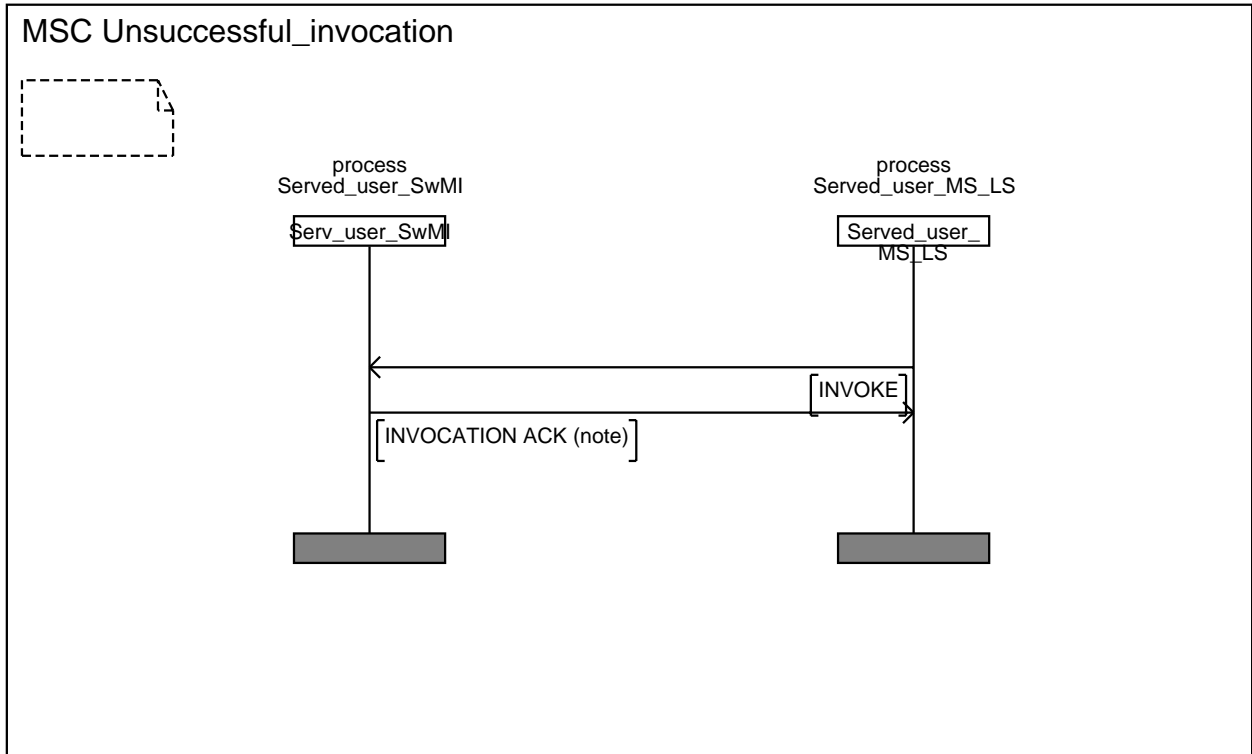 MSC Unsuccessful_invocation
process
Served_user_SwMI
process
Served_user_MS_LS
Serv_user_SwMI
Served_user_
MS_LS
INVOKE
INVOCATION ACK (note)